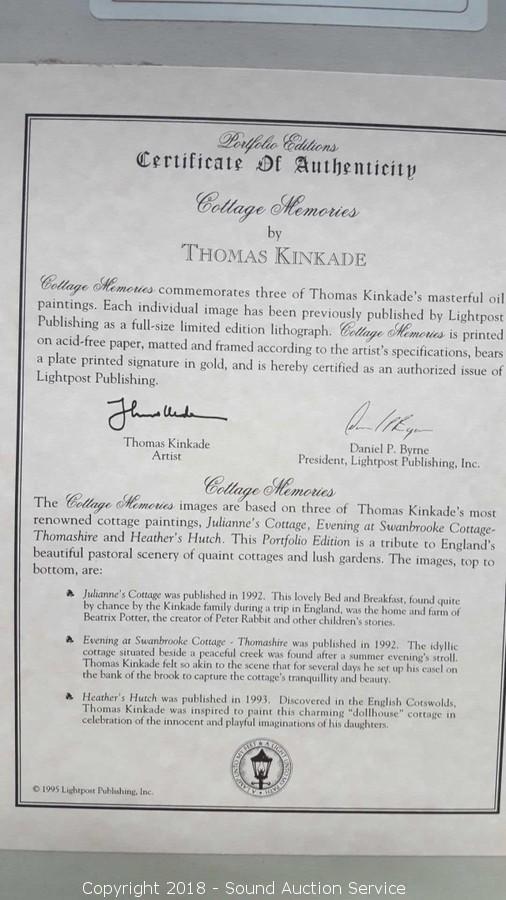 Portfolio Editions
Certificate Of Authenticity
Cottage Memories
by
THOMAS KINKADE
Cottage Memories commemorates three of Thomas Kinkade's masterful oil
paintings. Each individual image has been previously published by Lightpost
Publishing as a full-size limited edition lithograph. Cottage Memories is printed
on acid-free paper, matted and framed according to the artist's specifications, bears
a plate printed signature in gold, and is hereby certified as an authorized issue of
Lightpost Publishing.
Thomas Kinkade
Artist
Daniel P. Byrne
President, Lightpost Publishing, Inc.
Cottage Memories
The Cottage Memories images are based on three of Thomas Kinkade's most
renowned cottage paintings, Julianne's Cottage, Evening at Swanbrooke Cottage-
Thomashire and Heather's Hutch. This Portfolio Edition is a tribute to England's
beautiful pastoral scenery of quaint cottages and lush gardens. The images, top to
bottom, are:
Julianne's Cottage was published in 1992. This lovely Bed and Breakfast, found quite
by chance by the Kinkade family during a trip in England, was the home and farm of
Beatrix Potter, the creator of Peter Rabbit and other children's stories.
Evening at Swanbrooke Cottage - Thomashire was published in 1992. The idyllic
cottage situated beside a peaceful creek was found after a summer evening's stroll.
Thomas Kinkade felt so akin to the scene that for several days he set up his easel on
the bank of the brook to capture the cottage's tranquillity and beauty.
Heather's Hutch was published in 1993. Discovered in the English Cotswolds,
Thomas Kinkade was inspired to paint this charming "dollhouse" cottage in
celebration of the innocent and playful imaginations of his daughters.
© 1995 Lightpost Publishing, Inc.
Copyright 2018 - Sound Auction Service